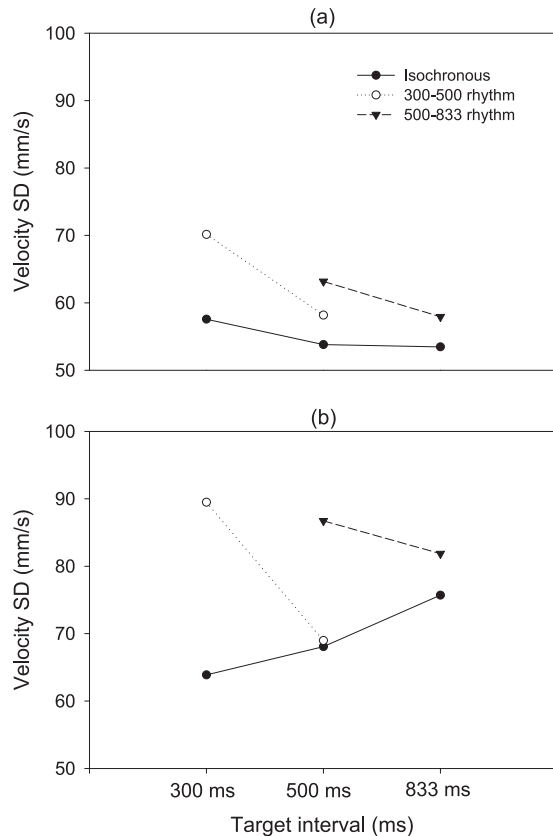 (a)
Isochronous
300-500 rhythm
500-833 rhythm
100
90
80
70
60
50
Velocity SD (mm/s)
(b)
100
90
80
70
60
50
Velocity SD (mm/s)
300 ms 500 ms 833 ms
Target interval (ms)